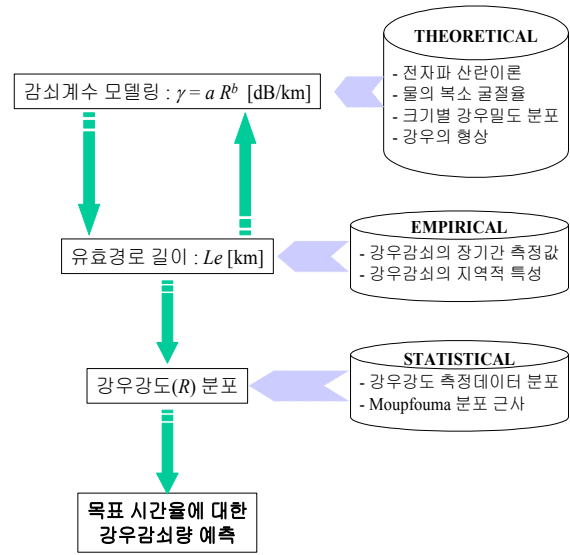 THEORETICAL
- 전자파 산란이론
- 물의 복소 굴절율
- 크기별 강우밀도 분포
- 강우의 형상
감쇠계수 모델링 : γ = a R^b [dB/km]
EMPIRICAL
- 강우감쇠의 장기간 측정값
- 강우감쇠의 지역적 특성
유효경로 길이 : Le [km]
STATISTICAL
- 강우강도 측정데이터 분포
- Moupfouma 분포 근사
강우강도(R) 분포
목표 시간율에 대한
강우감쇠량 예측